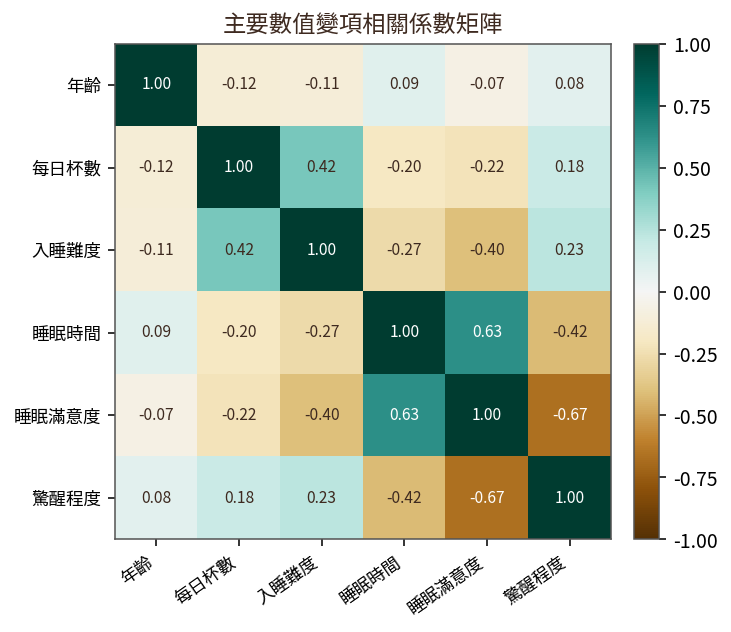 主要數值變項相關係數矩陣
年齡 1.00 -0.12 -0.11 0.09 -0.07 0.08
每日杯數 -0.12 1.00 0.42 -0.20 -0.22 0.18
入睡難度 -0.11 0.42 1.00 -0.27 -0.40 0.23
睡眠時間 0.09 -0.20 -0.27 1.00 0.63 -0.42
睡眠滿意度 -0.07 -0.22 -0.40 0.63 1.00 -0.67
驚醒程度 0.08 0.18 0.23 -0.42 -0.67 1.00
年齡 每日杯數 入睡難度 睡眠時間 睡眠滿意度 驚醒程度
1.00
0.75
0.50
0.25
0.00
-0.25
-0.50
-0.75
-1.00